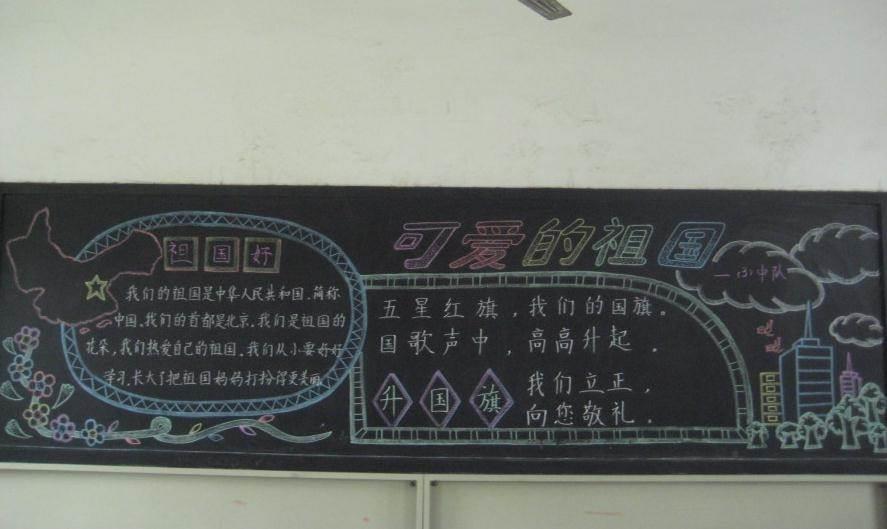 可爱的祖国
一(3)中队
祖国好
我们的祖国是中华人民共和国，简称
中国，我们的首都是北京，我们是祖国的
花朵，我们热爱自己的祖国，我们从小要好好
学习，长大了把祖国妈妈打扮得更美丽
五星红旗，我们的国旗。
国歌声中，高高升起，
升国旗
我们立正，
向您敬礼。